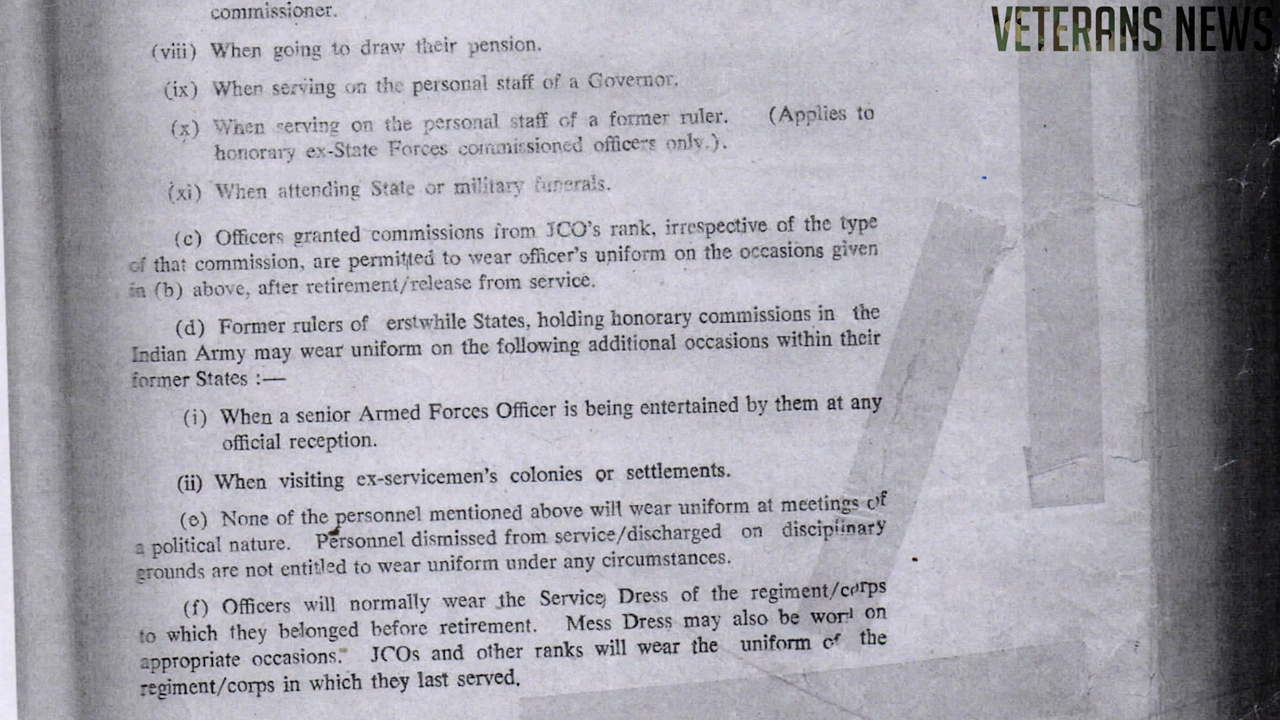 VETERANS NEWS
commissioner.
(viii) When going to draw their pension.
(ix) When serving on the personal staff of a Governor.
(x) When serving on the personal staff of a former ruler. (Applies to
honorary ex-State Forces commissioned officers only.).
(xi) When attending State or military funerals.
(c) Officers granted commissions from JCO's rank, irrespective of the type
of that commission, are permitted to wear officer's uniform on the occasions given
in (b) above, after retirement/release from service.
(d) Former rulers of erstwhile States, holding honorary commissions in the
Indian Army may wear uniform on the following additional occasions within their
former States :—
(i) When a senior Armed Forces Officer is being entertained by them at any
official reception.
(ii) When visiting ex-servicemen's colonies or settlements.
(e) None of the personnel mentioned above will wear uniform at meetings of
a political nature. Personnel dismissed from service/discharged on disciplinary
grounds are not entitled to wear uniform under any circumstances.
(f) Officers will normally wear the Service Dress of the regiment/corps
to which they belonged before retirement. Mess Dress may also be worn on
appropriate occasions. JCOs and other ranks will wear the uniform of the
regiment/corps in which they last served.